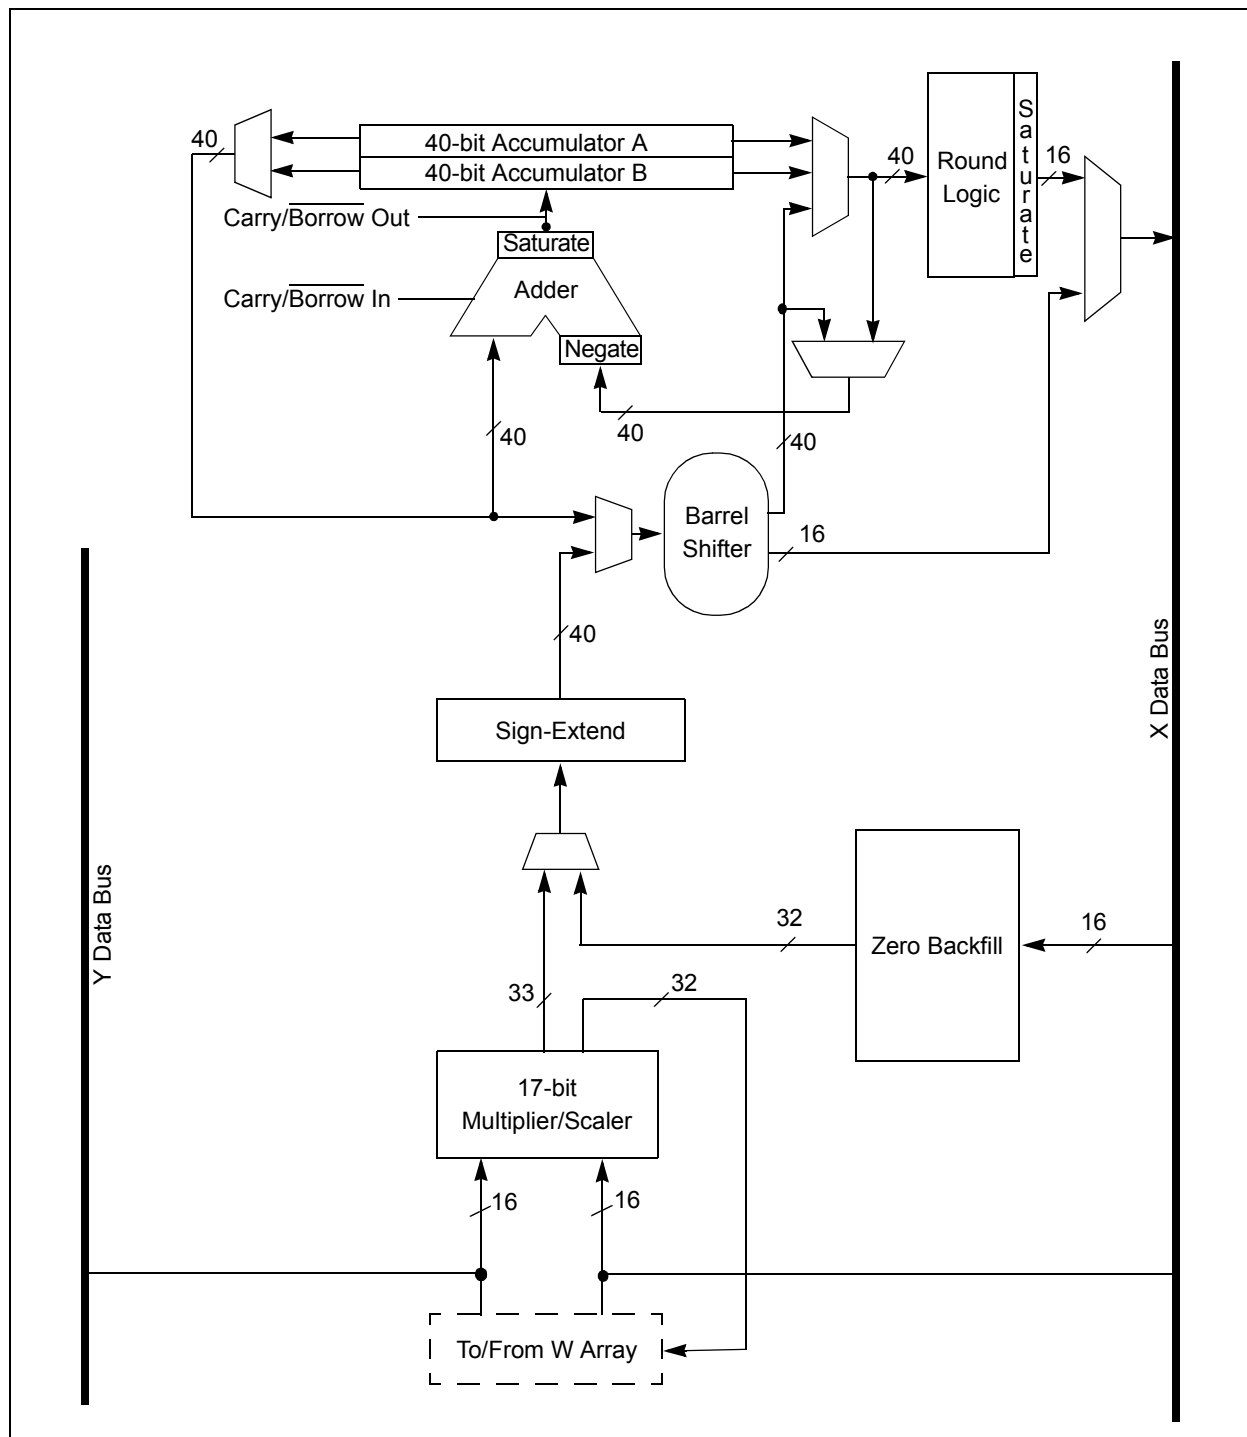 40
40-bit Accumulator A
40-bit Accumulator B
Carry/Borrow Out
Saturate
Carry/Borrow In
Adder
Negate
40
Round
Logic
Saturate
16
40
40
40
Barrel
Shifter
16
40
Sign-Extend
X Data Bus
Y Data Bus
32
Zero Backfill
16
33
32
17-bit
Multiplier/Scaler
16
16
To/From W Array